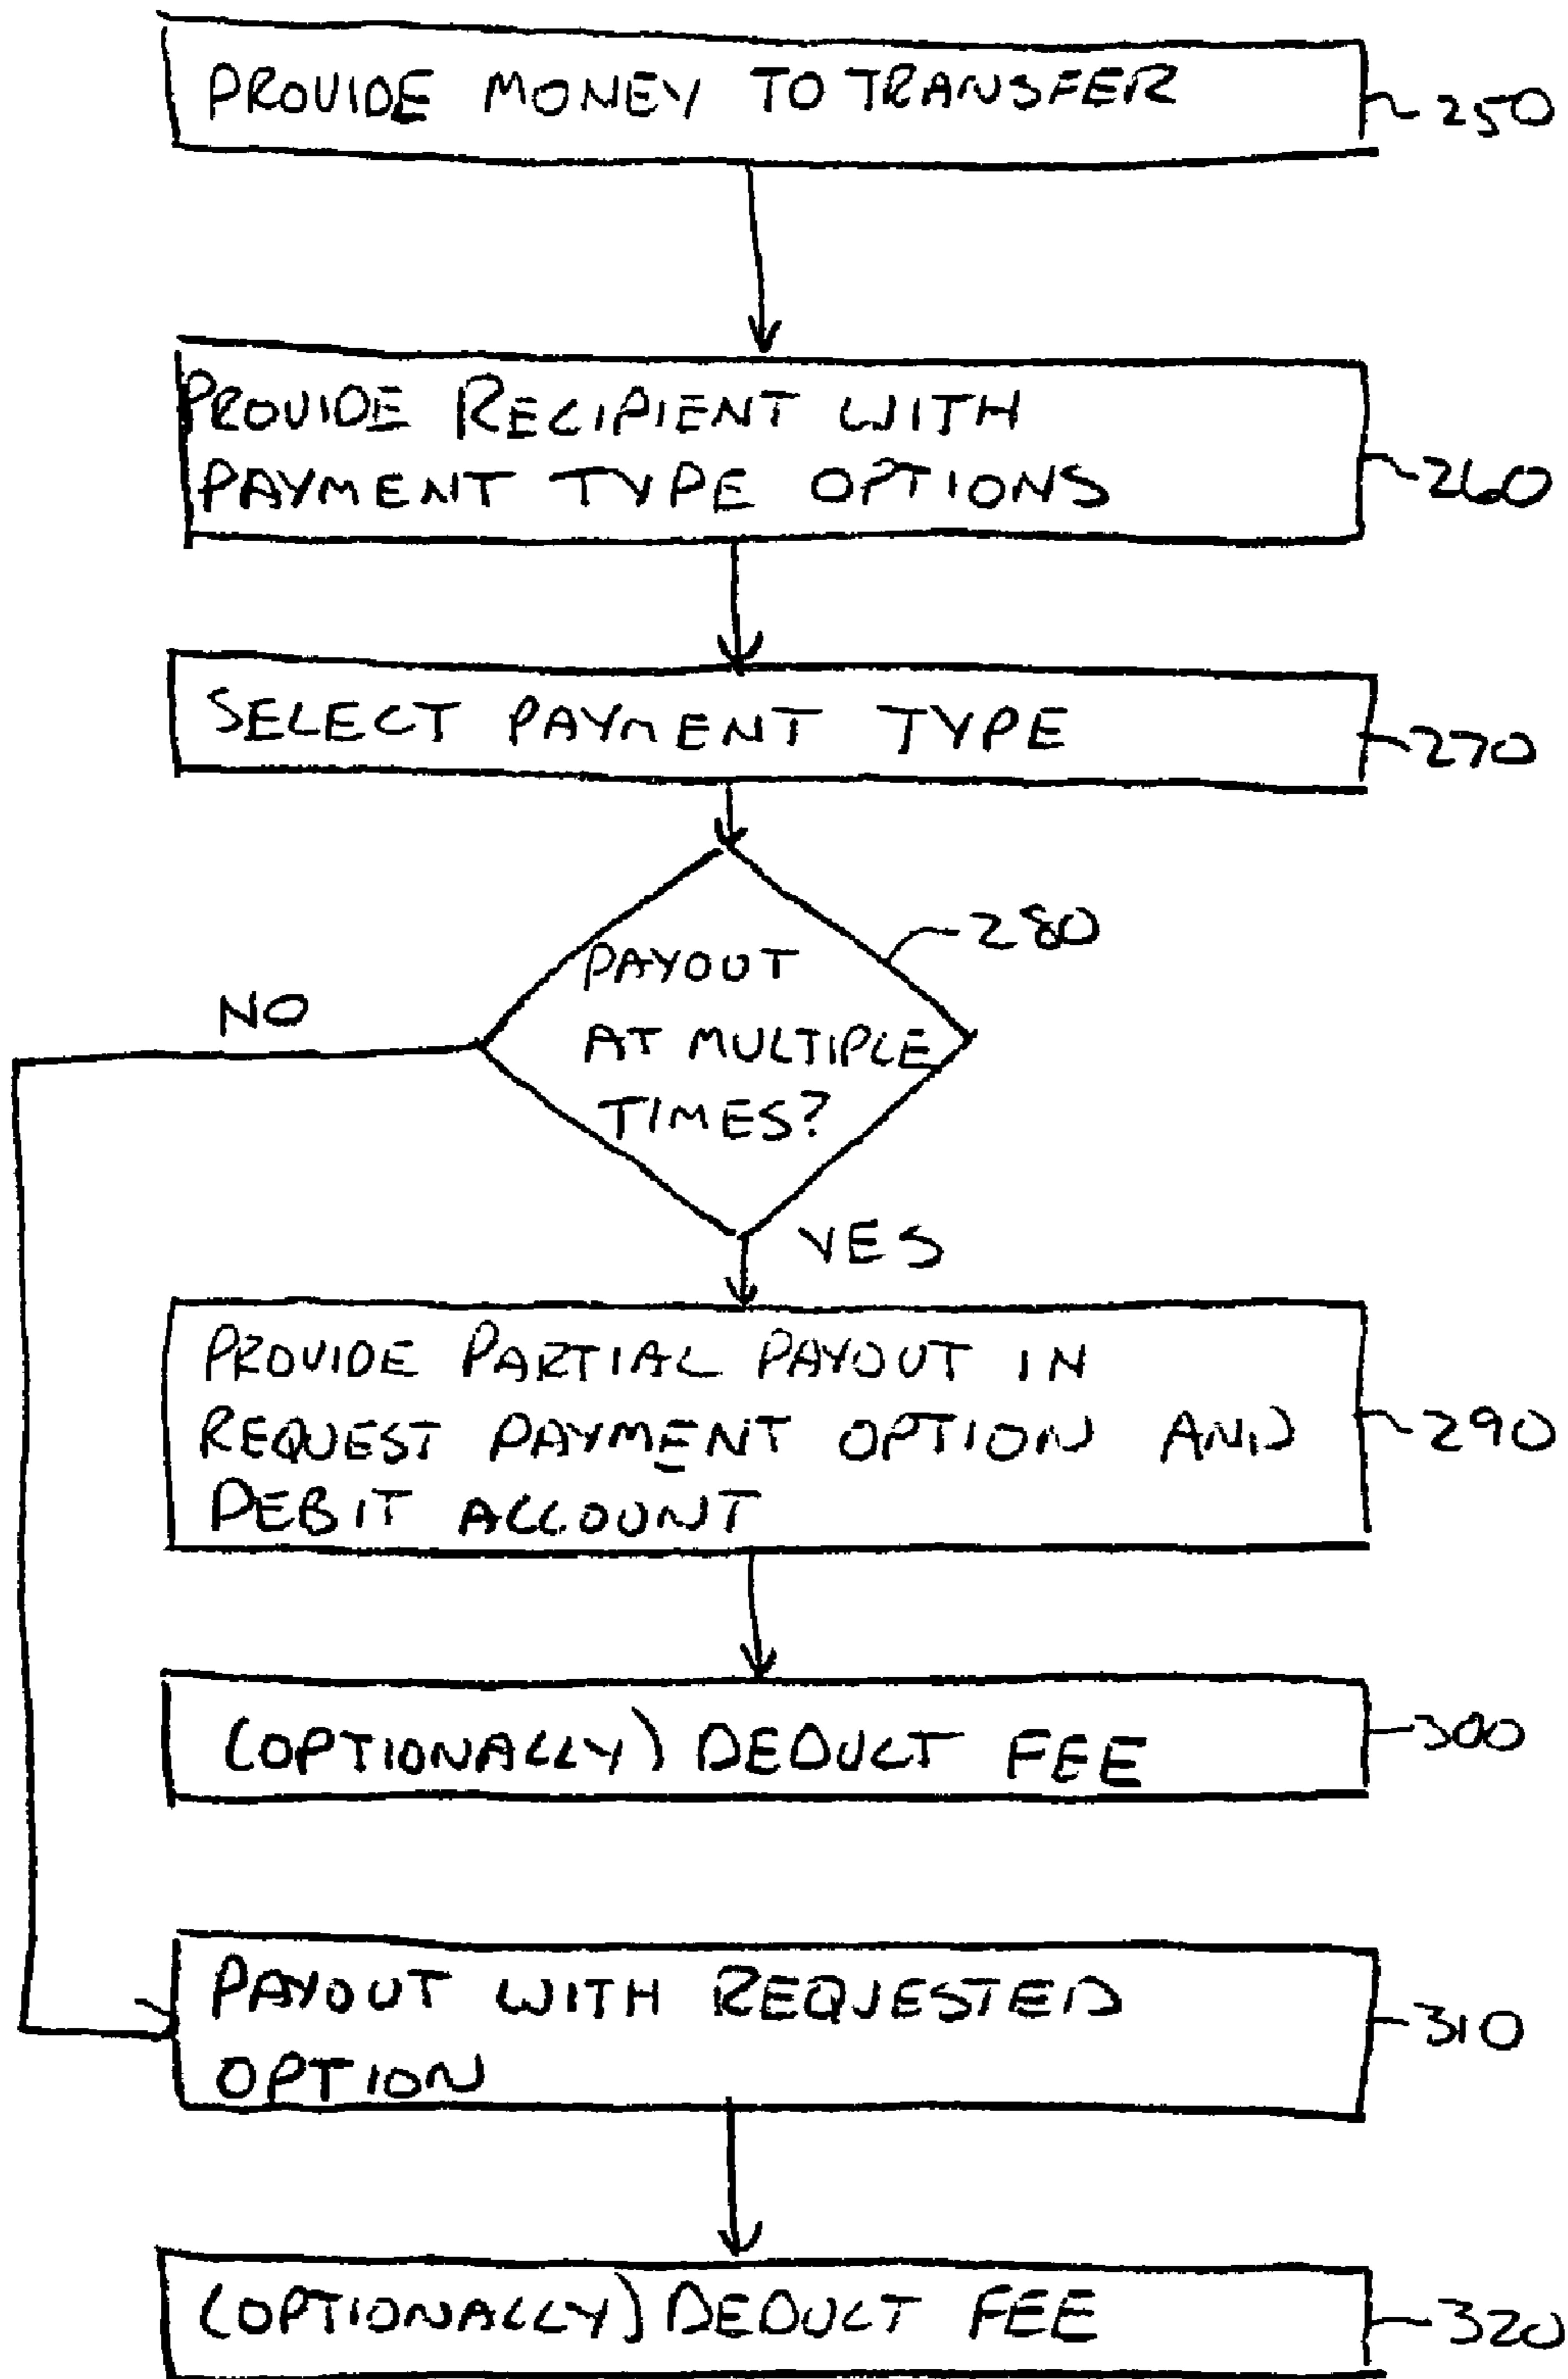 PROVIDE MONEY TO TRANSFER
250
PROVIDE RECIPIENT WITH
PAYMENT TYPE OPTIONS
260
SELECT PAYMENT TYPE
270
280
PAYOUT
AT MULTIPLE
TIMES?
NO
YES
PROVIDE PARTIAL PAYOUT IN
REQUEST PAYMENT OPTION AND
DEBIT ACCOUNT
290
(OPTIONALLY) DEDUCT FEE
300
PAYOUT WITH REQUESTED
OPTION
310
(OPTIONALLY) DEDUCT FEE
320